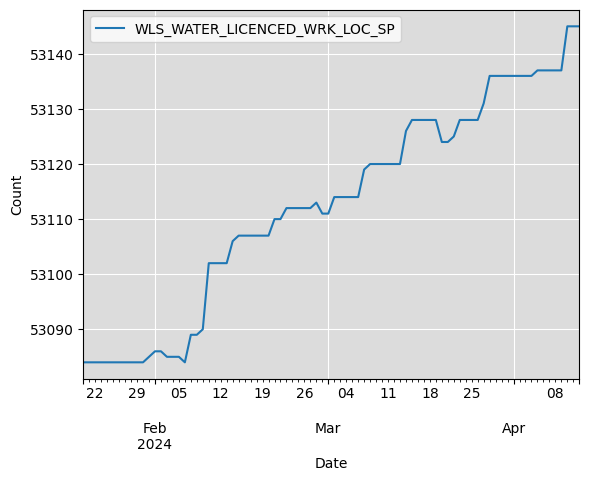 WLS_WATER_LICENCED_WRK_LOC_SP
53140
53130
53120
53110
53100
53090
Count
22 29 05 12 19 26 04 11 18 25 08
Feb Mar Apr
2024
Date